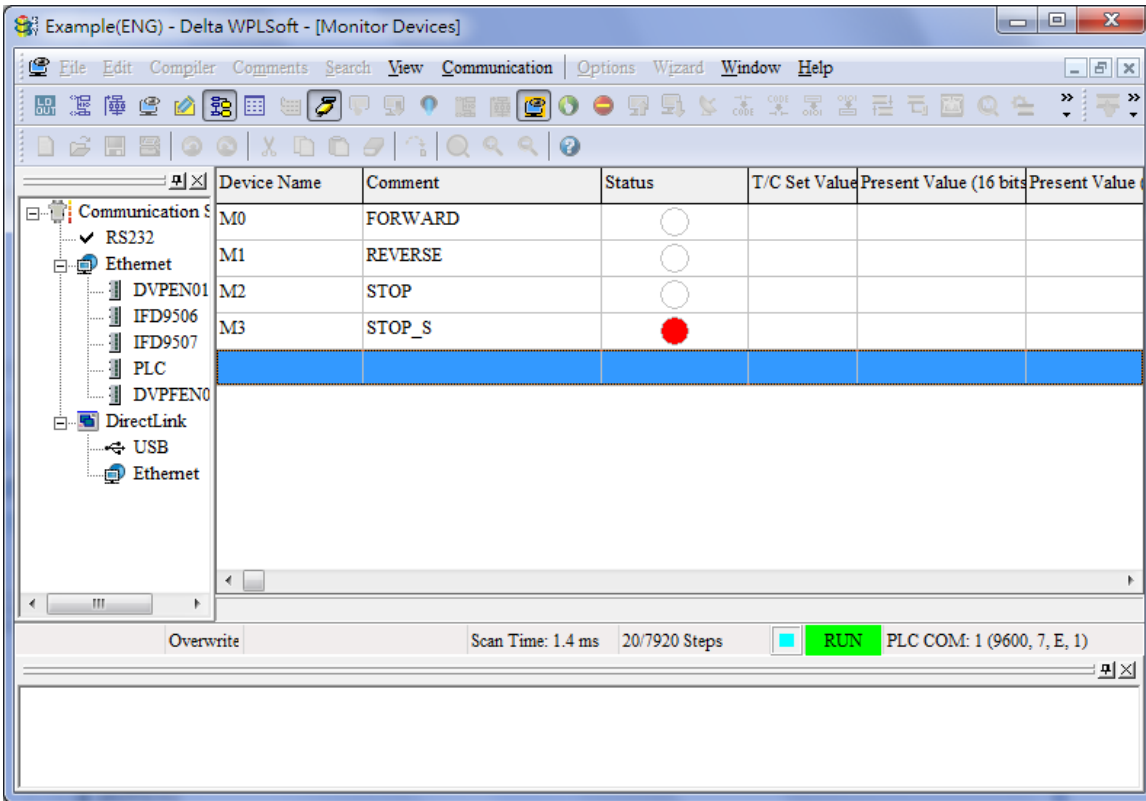 Example(ENG) - Delta WPLSoft - [Monitor Devices]
File Edit Compiler Comments Search View Communication Options Wizard Window Help
Device Name Comment Status T/C Set Value Present Value (16 bits Present Value (
M0 FORWARD
M1 REVERSE
M2 STOP
M3 STOP_S
Communication S
RS232
Ethernet
DVPEN01
IFD9506
IFD9507
PLC
DVPFEN0
DirectLink
USB
Ethernet
Overwrite Scan Time: 1.4 ms 20/7920 Steps RUN PLC COM: 1 (9600, 7, E, 1)